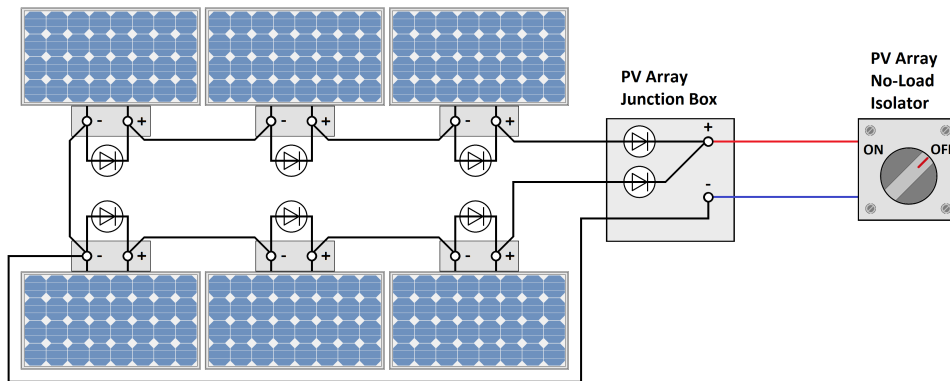 PV Array
No-Load
Isolator
PV Array
Junction Box
- +
- +
- +
+
ON
OFF
-
- +
- +
- +